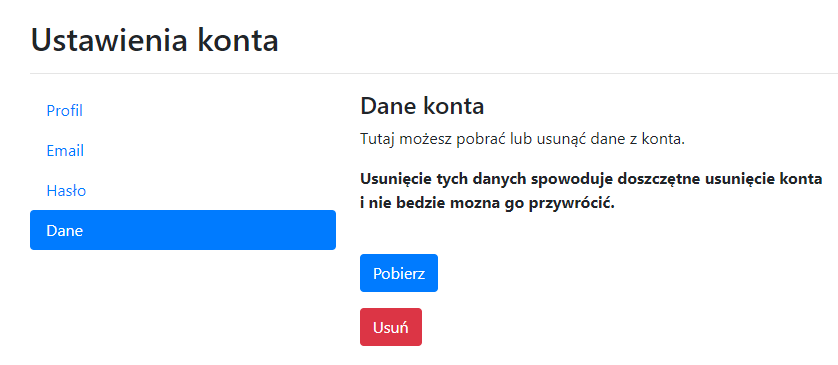 Ustawienia konta
Profil
Email
Hasło
Dane
Dane konta
Tutaj możesz pobrać lub usunąć dane z konta.
Usunięcie tych danych spowoduje doszczętne usunięcie konta
i nie bedzie mozna go przywrócić.
Pobierz
Usuń